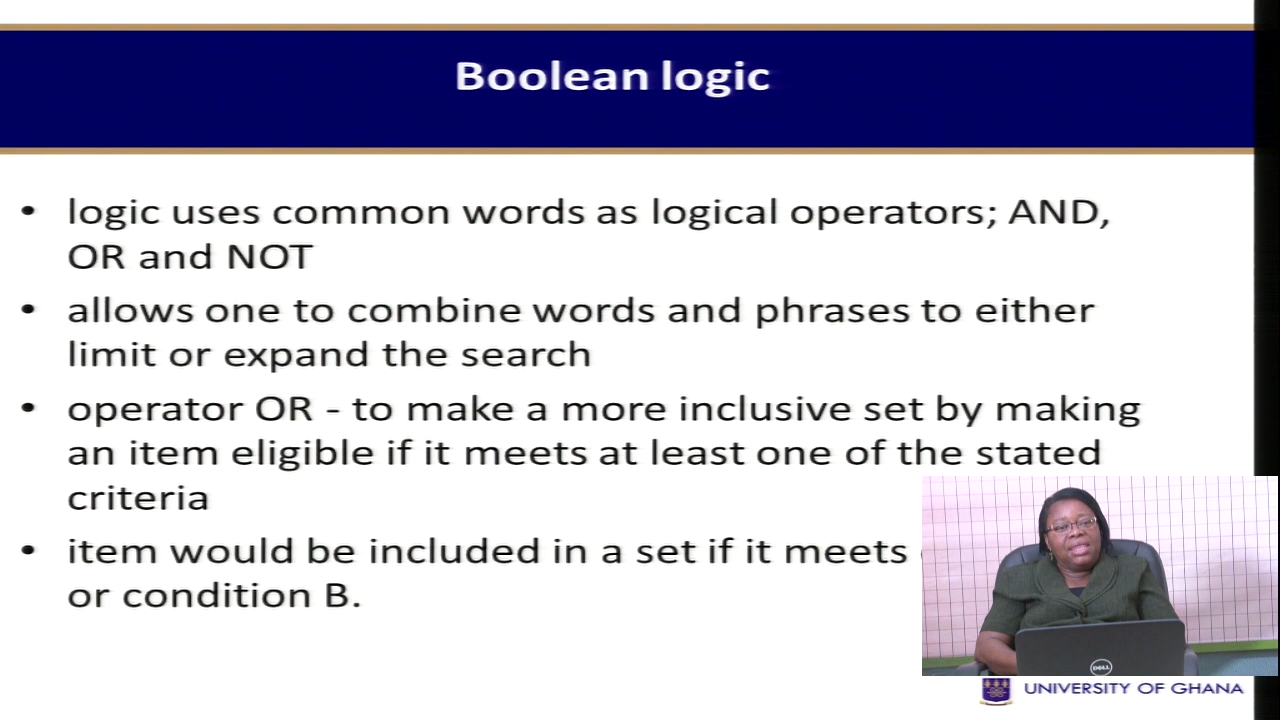 Boolean logic
• logic uses common words as logical operators; AND,
OR and NOT
• allows one to combine words and phrases to either
limit or expand the search
• operator OR - to make a more inclusive set by making
an item eligible if it meets at least one of the stated
criteria
• item would be included in a set if it meets
or condition B.
DELL
UNIVERSITY OF GHANA